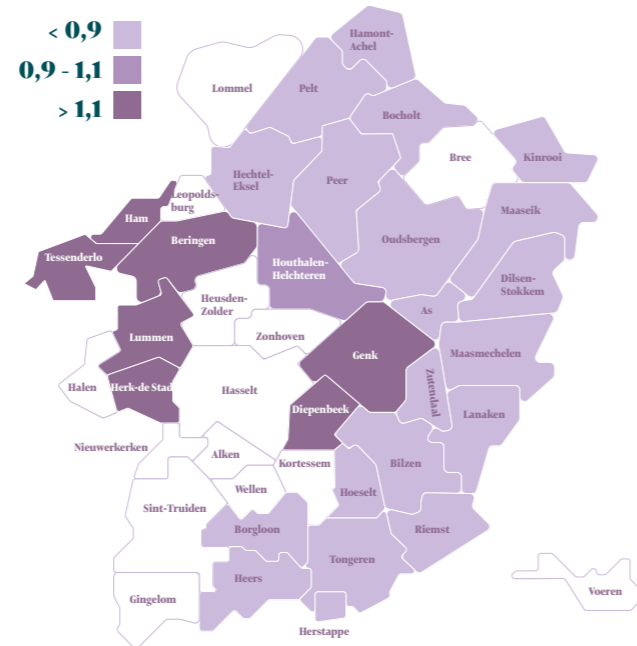 < 0,9
0,9 - 1,1
> 1,1
Hamont-
Achel
Lommel
Pelt
Bocholt
Bree
Kinrooi
Hechtel-
Eksel
Peer
Leopolds-
burg
Maaseik
Ham
Beringen
Oudsbergen
Tessenderlo
Houthalen-
Helchteren
Dilsen-
Stokkem
Heusden-
Zolder
As
Lummen
Zonhoven
Genk
Maasmechelen
Halen
Herk-de Stad
Hasselt
Zutendaal
Diepenbeek
Lanaken
Nieuwerkerken
Alken
Kortessem
Bilzen
Wellen
Hoeselt
Sint-Truiden
Borgloon
Riemst
Tongeren
Heers
Gingelom
Voeren
Herstappe